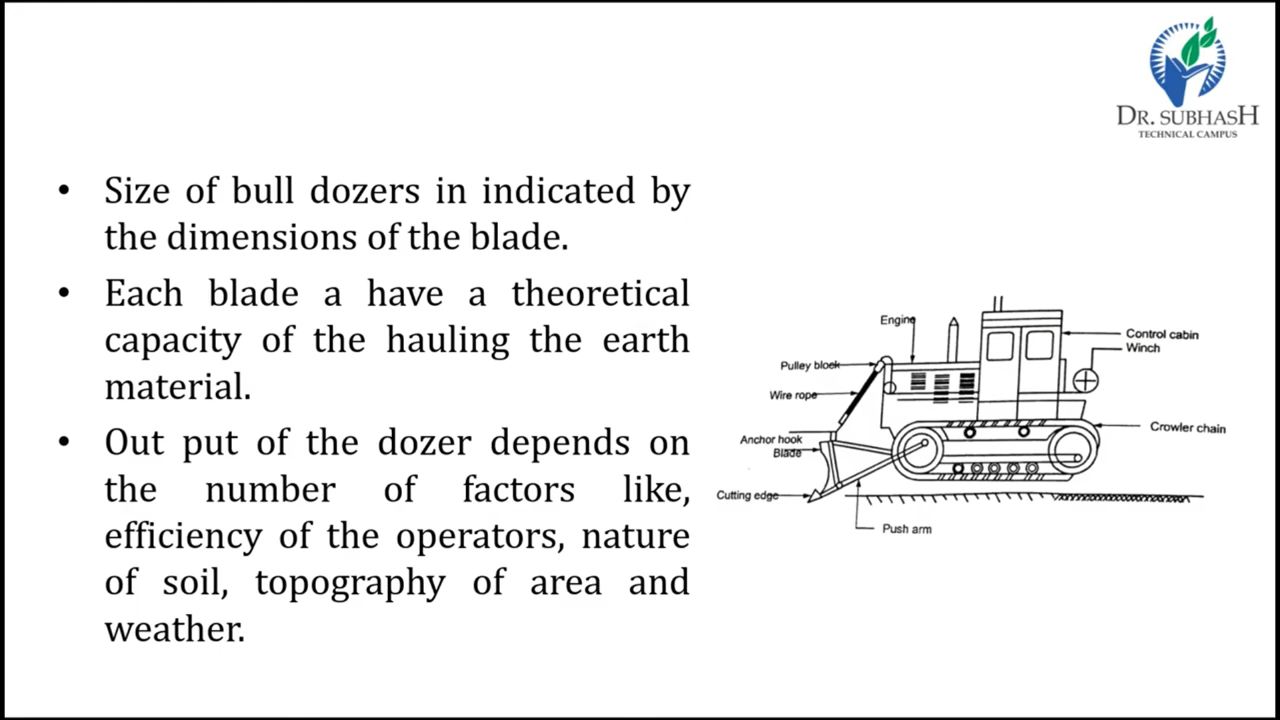 DR. SUBHASH
TECHNICAL CAMPUS
• Size of bull dozers in indicated by
the dimensions of the blade.
• Each blade a have a theoretical
capacity of the hauling the earth
material.
• Out put of the dozer depends on
the number of factors like,
efficiency of the operators, nature
of soil, topography of area and
weather.
Engine
Control cabin
Winch
Pulley block
Wire rope
Crowler chain
Anchor hook
Blade
Cutting edge
Push arm